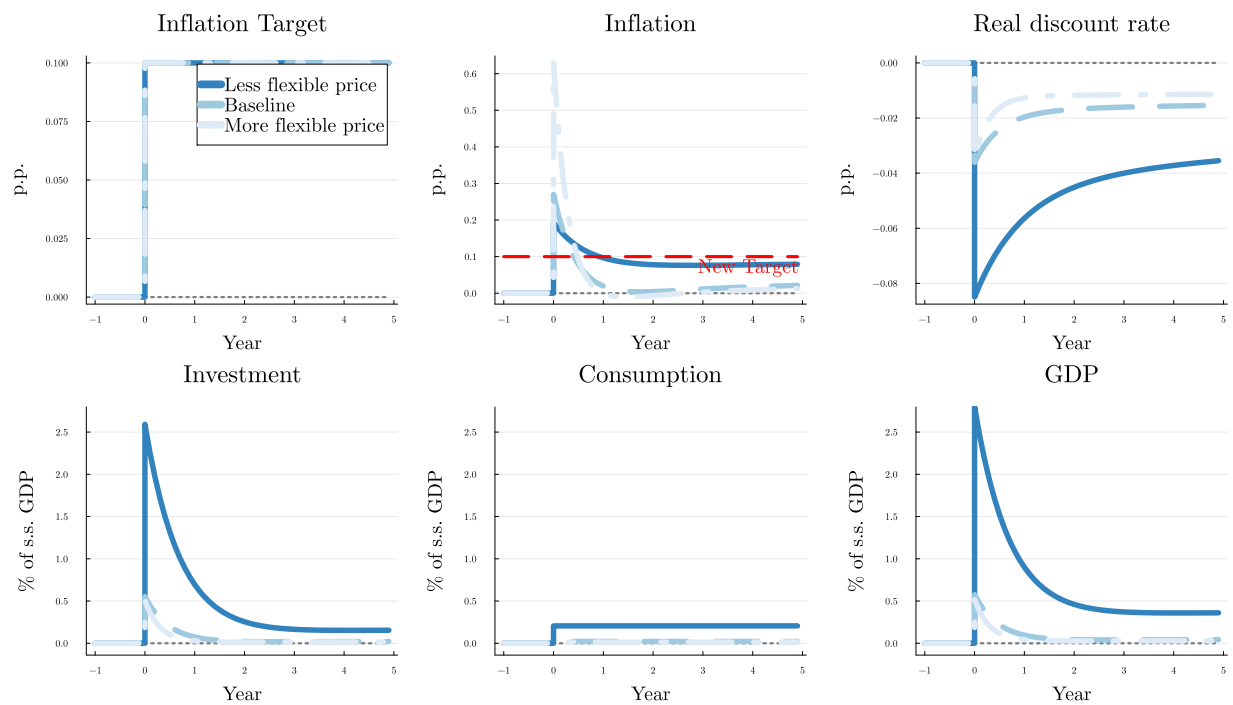 Inflation Target
p.p.
0.100
0.075
0.050
0.025
0.000
Less flexible price
Baseline
More flexible price
−1 0 1 2 3 4 5
Year
Inflation
p.p.
0.6
0.5
0.4
0.3
0.2
0.1
0.0
New Target
−1 0 1 2 3 4 5
Year
Real discount rate
p.p.
0.00
−0.02
−0.04
−0.06
−0.08
−1 0 1 2 3 4 5
Year
Investment
% of s.s. GDP
2.5
2.0
1.5
1.0
0.5
0.0
−1 0 1 2 3 4 5
Year
Consumption
% of s.s. GDP
2.5
2.0
1.5
1.0
0.5
0.0
−1 0 1 2 3 4 5
Year
GDP
% of s.s. GDP
2.5
2.0
1.5
1.0
0.5
0.0
−1 0 1 2 3 4 5
Year